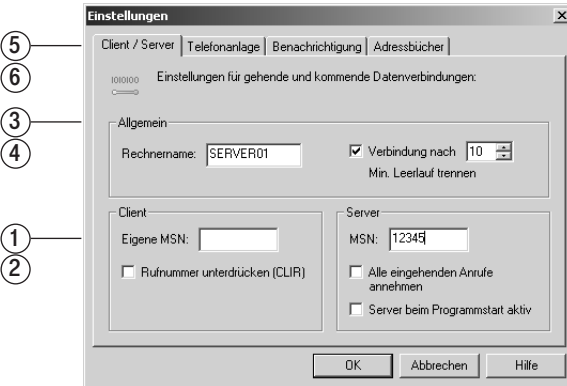 Einstellungen
5
Client / Server Telefonanlage Benachrichtigung Adressbücher
6
IOIOIOO Einstellungen für gehende und kommende Datenverbindungen:
3
Allgemein
4
Rechnername: SERVER01
Verbindung nach 10
Min. Leerlauf trennen
1
Client
Eigene MSN:
2
Rufnummer unterdrücken (CLIR)
Server
MSN: 12345
Alle eingehenden Anrufe
annehmen
Server beim Programmstart aktiv
OK Abbrechen Hilfe